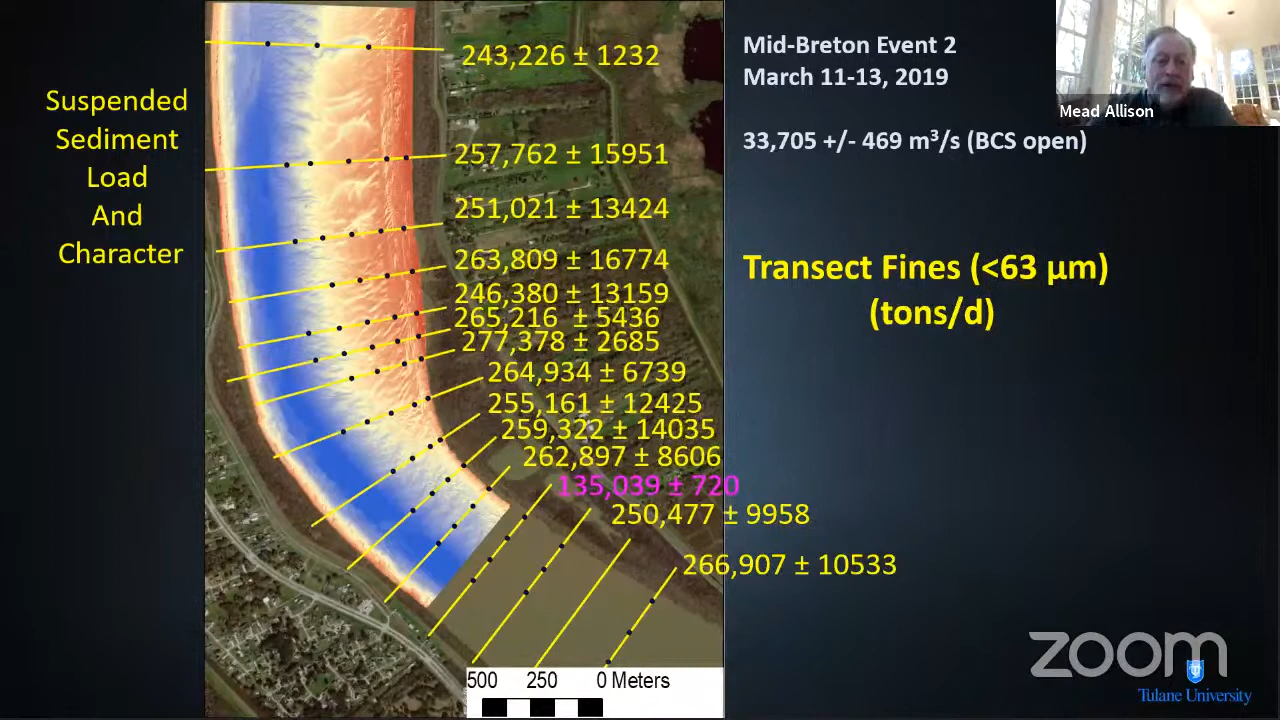 Suspended
Sediment
Load
And
Character
243,226 ± 1232
257,762 ± 15951
251,021 ± 13424
263,809 ± 16774
246,380 ± 13159
265,216 ± 5436
277,378 ± 2685
264,934 ± 6739
255,161 ± 12425
259,322 ± 14035
262,897 ± 8606
135,039 ± 720
250,477 ± 9958
266,907 ± 10533
500 250 0 Meters
Mid-Breton Event 2
March 11-13, 2019
33,705 +/- 469 m³/s (BCS open)
Transect Fines (<63 μm)
(tons/d)
Mead Allison
zoom
Tulane University